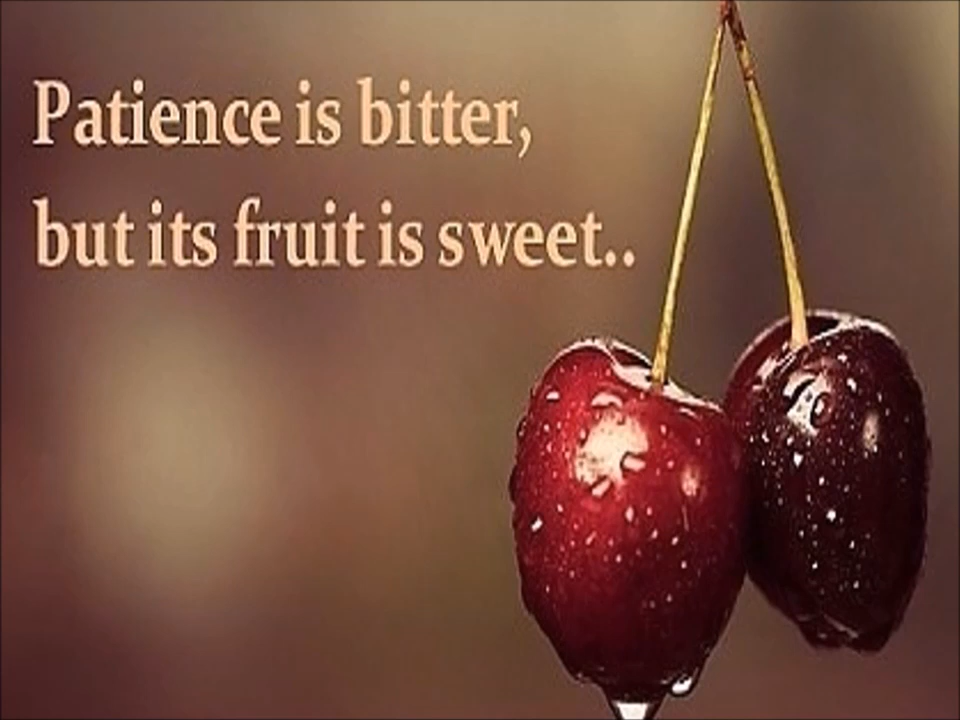 Patience is bitter,
but its fruit is sweet..